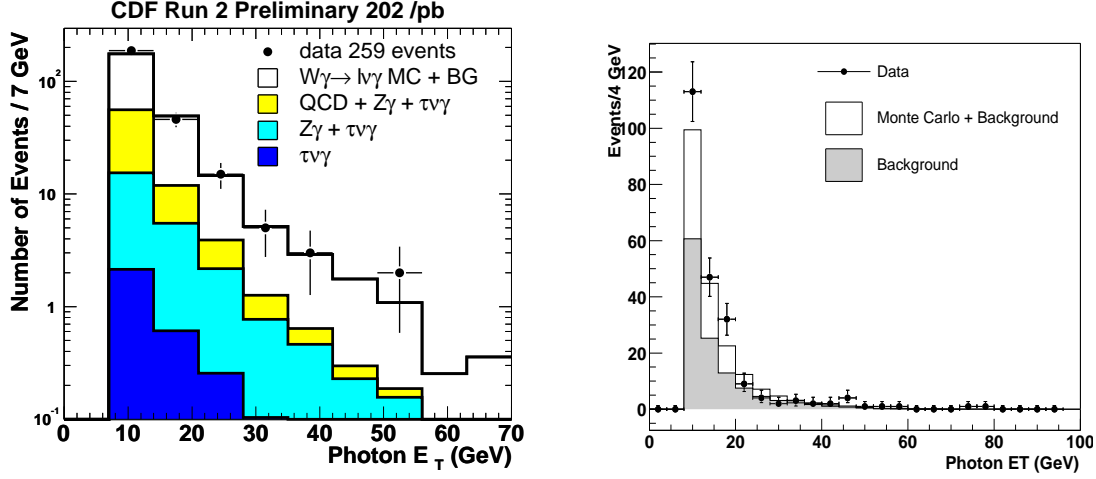 CDF Run 2 Preliminary 202 /pb
Number of Events / 7 GeV
data 259 events
Wγ→ lνγ MC + BG
QCD + Zγ + τνγ
Zγ + τνγ
τνγ
10²
10
1
10⁻¹
0 10 20 30 40 50 60 70
Photon E T (GeV)
Events/4 GeV
Data
Monte Carlo + Background
Background
120
100
80
60
40
20
0
0 20 40 60 80 100
Photon ET (GeV)